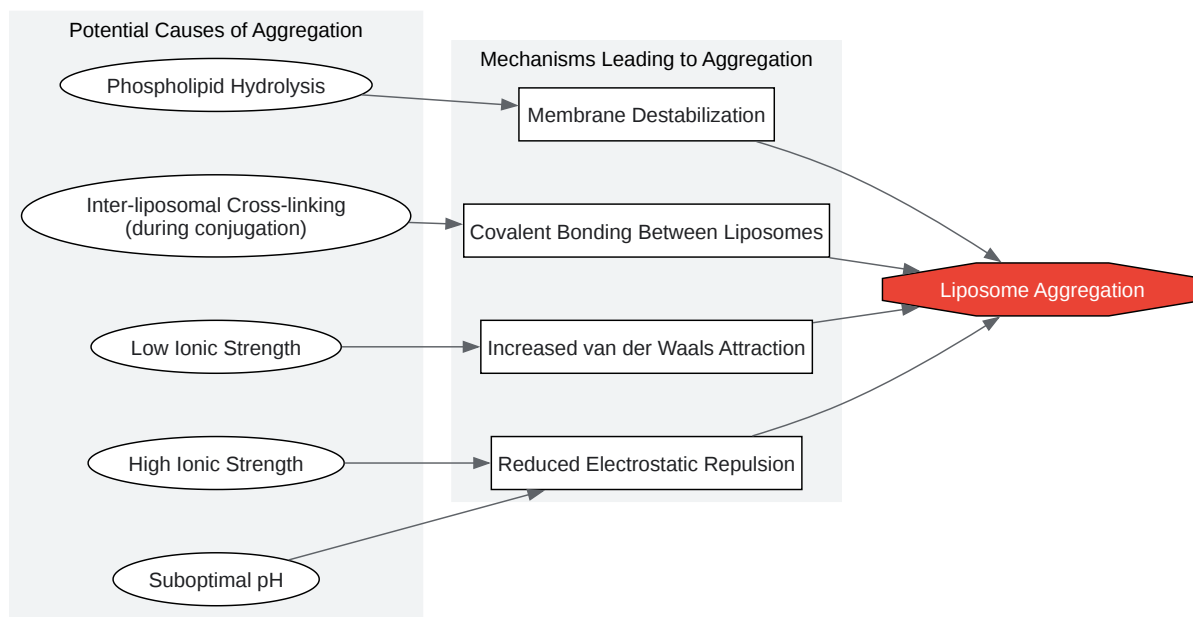 Potential Causes of Aggregation
Phospholipid Hydrolysis
Inter-liposomal Cross-linking
(during conjugation)
Low Ionic Strength
High Ionic Strength
Suboptimal pH
Mechanisms Leading to Aggregation
Membrane Destabilization
Covalent Bonding Between Liposomes
Increased van der Waals Attraction
Reduced Electrostatic Repulsion
Liposome Aggregation